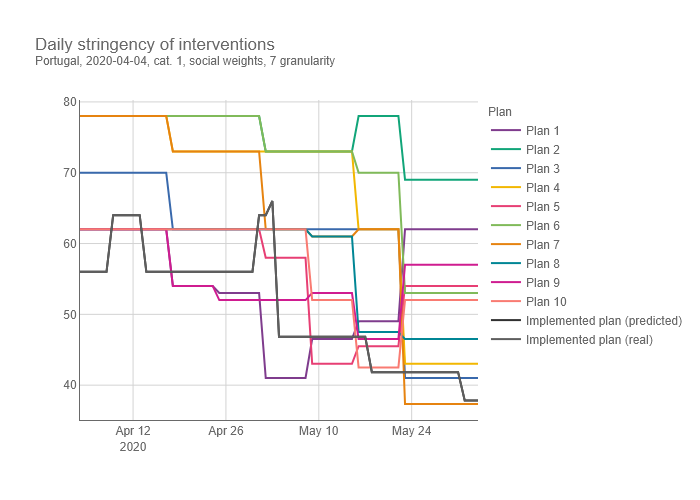 Daily stringency of interventions
Portugal, 2020-04-04, cat. 1, social weights, 7 granularity
80
70
60
50
40
Apr 12
2020
Apr 26
May 10
May 24
Plan
Plan 1
Plan 2
Plan 3
Plan 4
Plan 5
Plan 6
Plan 7
Plan 8
Plan 9
Plan 10
Implemented plan (predicted)
Implemented plan (real)